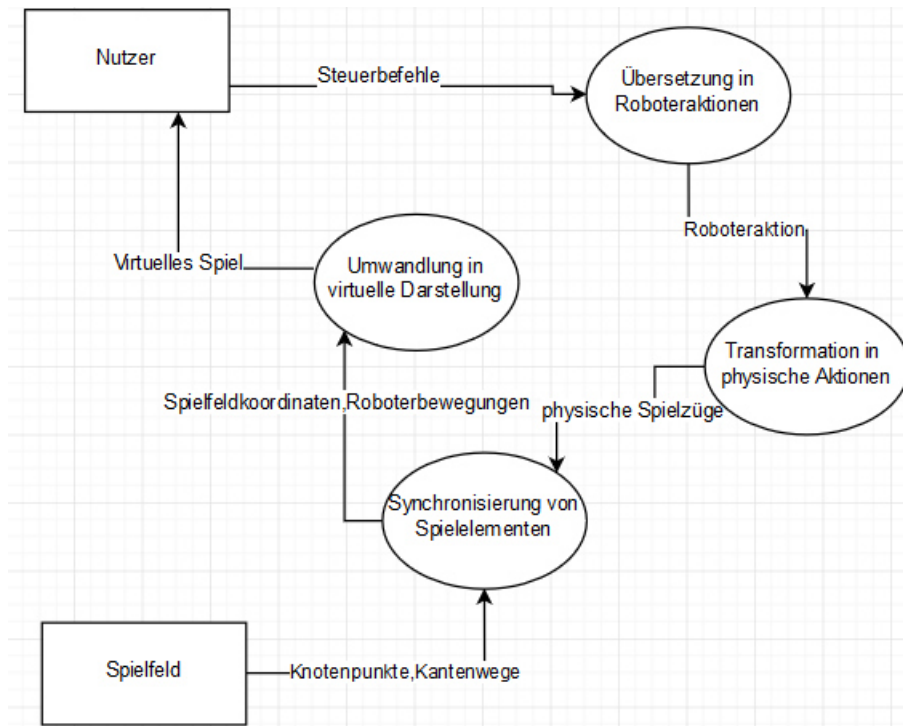 Nutzer
Steuerbefehle
Übersetzung in
Roboteraktionen
Roboteraktion
Virtuelles Spiel
Umwandlung in
virtuelle Darstellung
Transformation in
physische Aktionen
Spielfeldkoordinaten,Roboterbewegungen
physische Spielzüge
Synchronisierung von
Spielelementen
Spielfeld
Knotenpunkte,Kantenwege